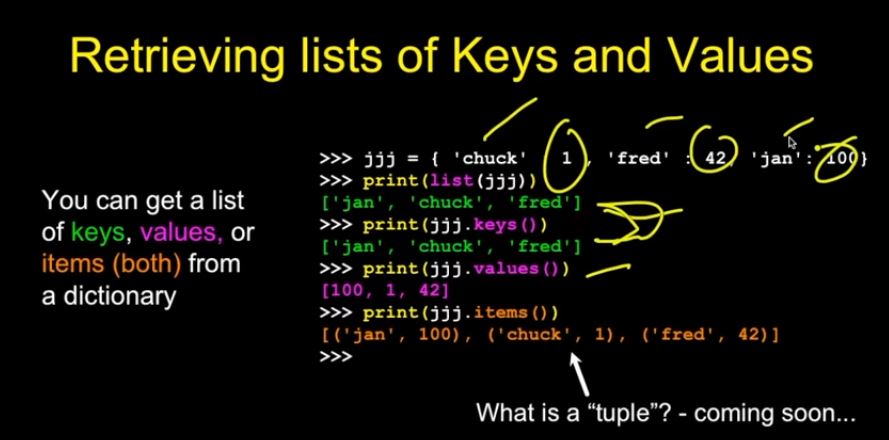 Retrieving lists of Keys and Values
You can get a list
of keys, values, or
items (both) from
a dictionary
>>> jjj = { 'chuck' 1 , 'fred' : 42, 'jan': 100}
>>> print(list(jjj))
['jan', 'chuck', 'fred']
>>> print(jjj.keys())
['jan', 'chuck', 'fred']
>>> print(jjj.values())
[100, 1, 42]
>>> print(jjj.items())
[('jan', 100), ('chuck', 1), ('fred', 42)]
>>>
What is a “tuple”? - coming soon...